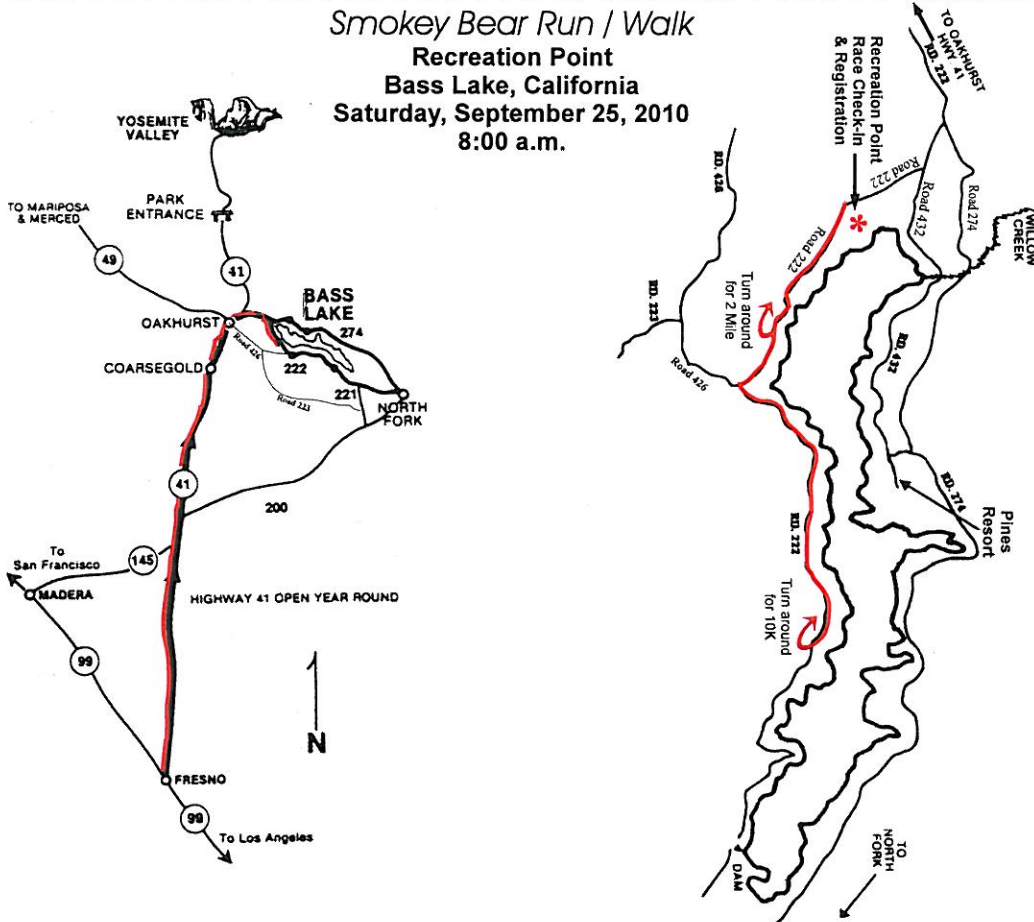 Smokey Bear Run / Walk
Recreation Point
Bass Lake, California
Saturday, September 25, 2010
8:00 a.m.
YOSEMITE
VALLEY
PARK
ENTRANCE
TO MARIPOSA
& MERCED
49
41
BASS
LAKE
274
OAKHURST
Road 426
222
COARSEGOLD
221
Road 223
NORTH
FORK
41
200
To
San Francisco
145
MADERA
HIGHWAY 41 OPEN YEAR ROUND
99
N
FRESNO
99
To Los Angeles
TO OAKHURST
HWY 41
RD. 222
Recreation Point
Race Check-In
& Registration
RD. 426
Road 222
Road 432
Road 274
WILLOW
CREEK
*
Road 222
Turn around
for 2 Mile
RD. 223
Road 426
RD. 432
RD. 274
Pines
Resort
RD. 222
Turn around
for 10K
TO
NORTH
FORK
DAM